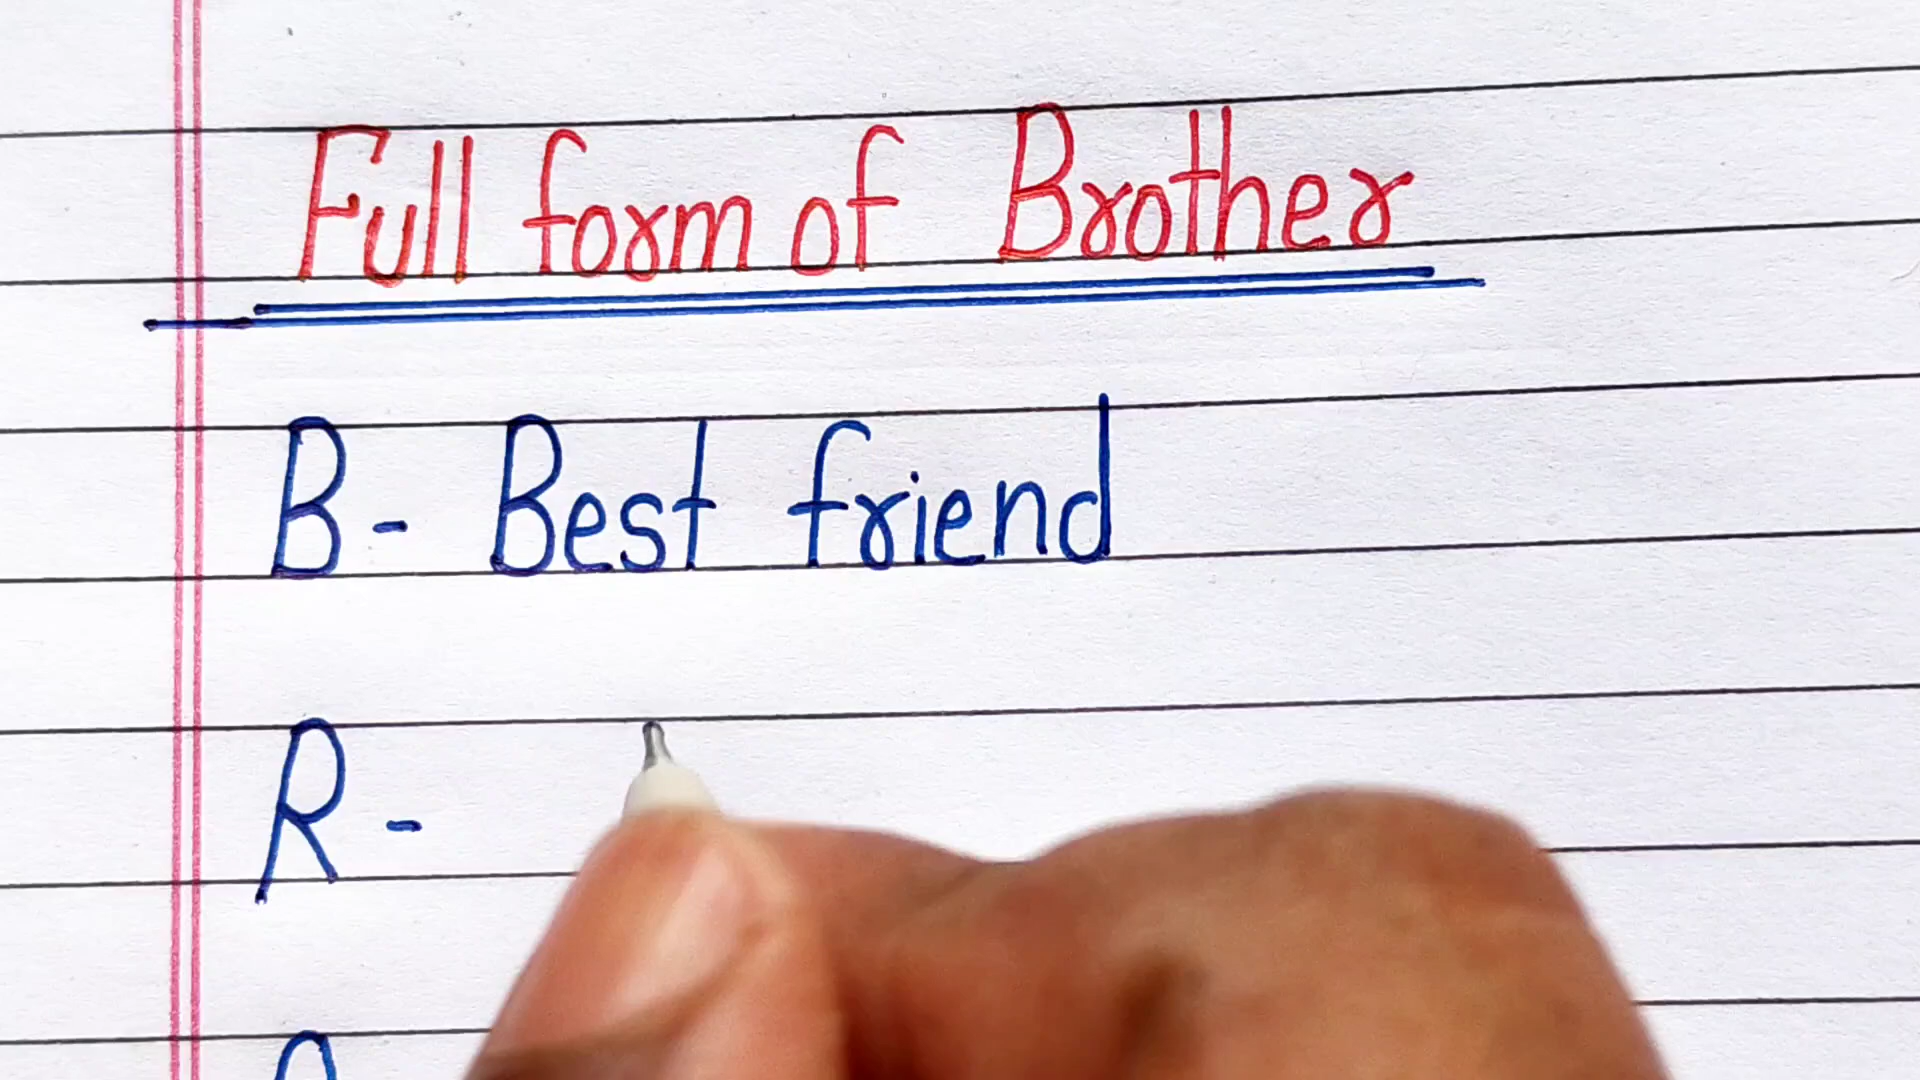 Full form of Brother
B- Best friend
R-